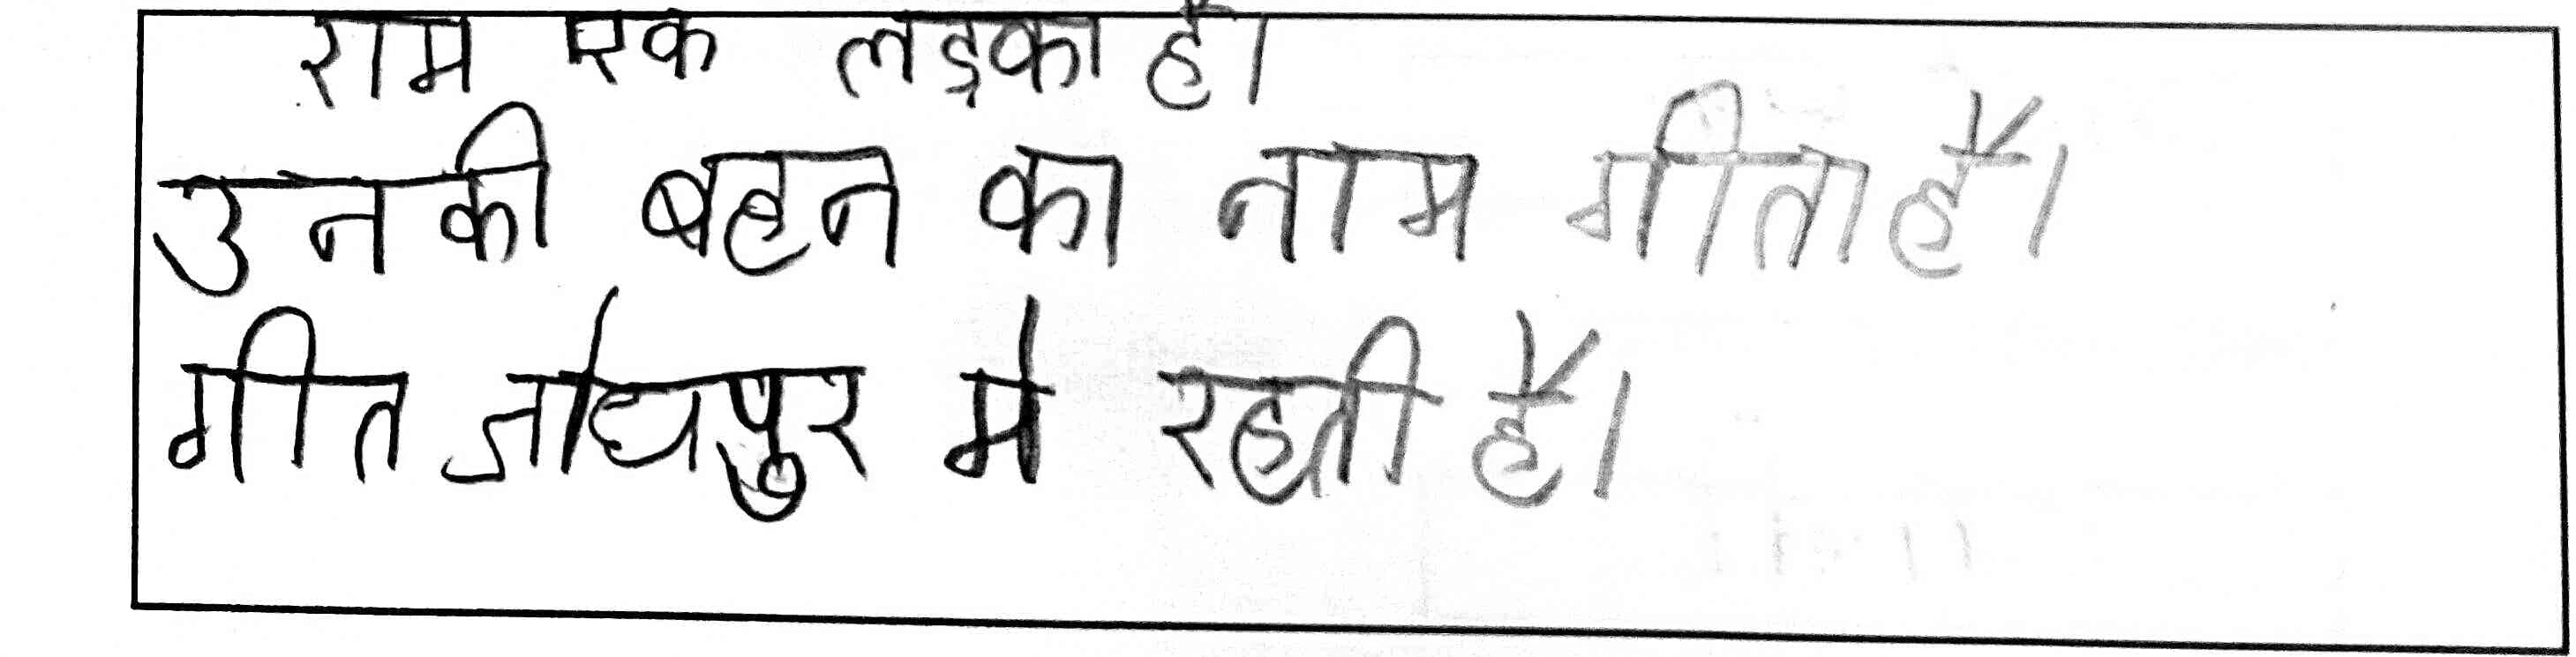 राम एक लड़का है।
उनकी बहन का नाम गीता है।
गीत जोधपुर मे रहती है।